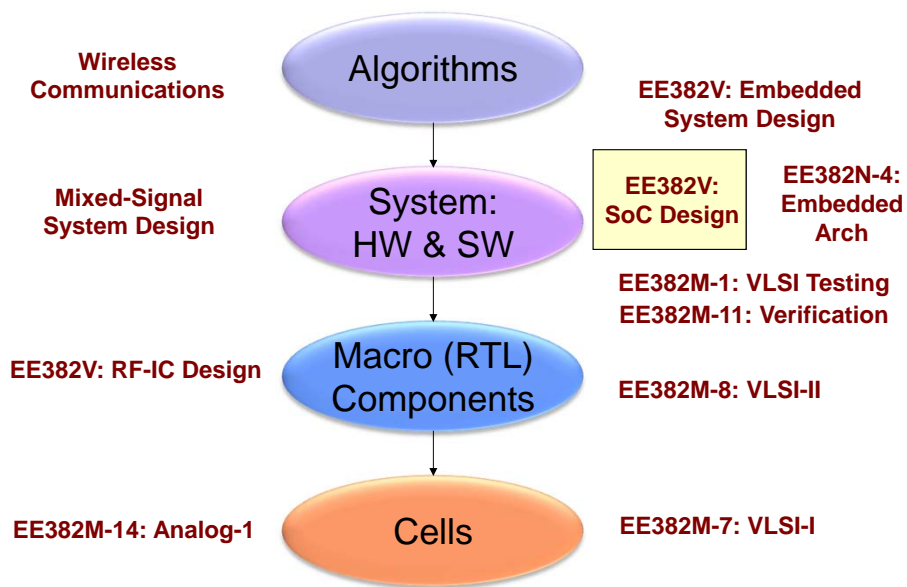 Wireless
Communications
Algorithms
EE382V: Embedded
System Design
Mixed-Signal
System Design
System:
HW & SW
EE382V:
SoC Design
EE382N-4:
Embedded
Arch
EE382M-1: VLSI Testing
EE382M-11: Verification
EE382V: RF-IC Design
Macro (RTL)
Components
EE382M-8: VLSI-II
EE382M-14: Analog-1
Cells
EE382M-7: VLSI-I